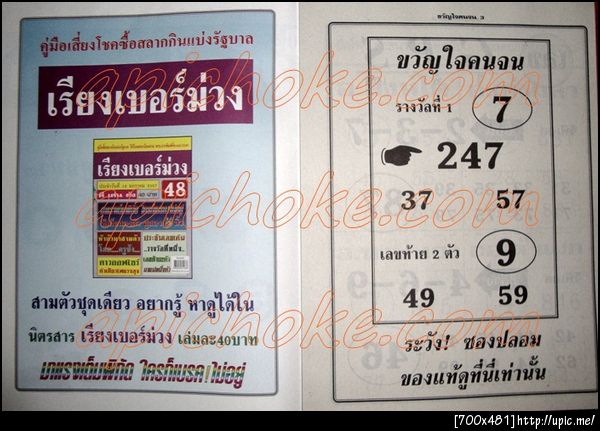 คู่มือเสี่ยงโชคซื้อสลากกินแบ่งรัฐบาล
เรียงเบอร์ม่วง
เรียงเบอร์ม่วง
48
สามตัวชุดเดียว อยากรู้ หาดูได้ใน
นิตรสาร เรียงเบอร์ม่วง เล่มละ40บาท
ขวัญใจคนจน. 3
ขวัญใจคนจน
รางวัลที่ 1 7
247
37 57
เลขท้าย 2 ตัว 9
49 59
ระวัง! ซองปลอม
ของแท้ดูที่นี่เท่านั้น
apichoke.com
apichoke.com
apichoke.com
apichoke.com
[700x481]http://upic.me/